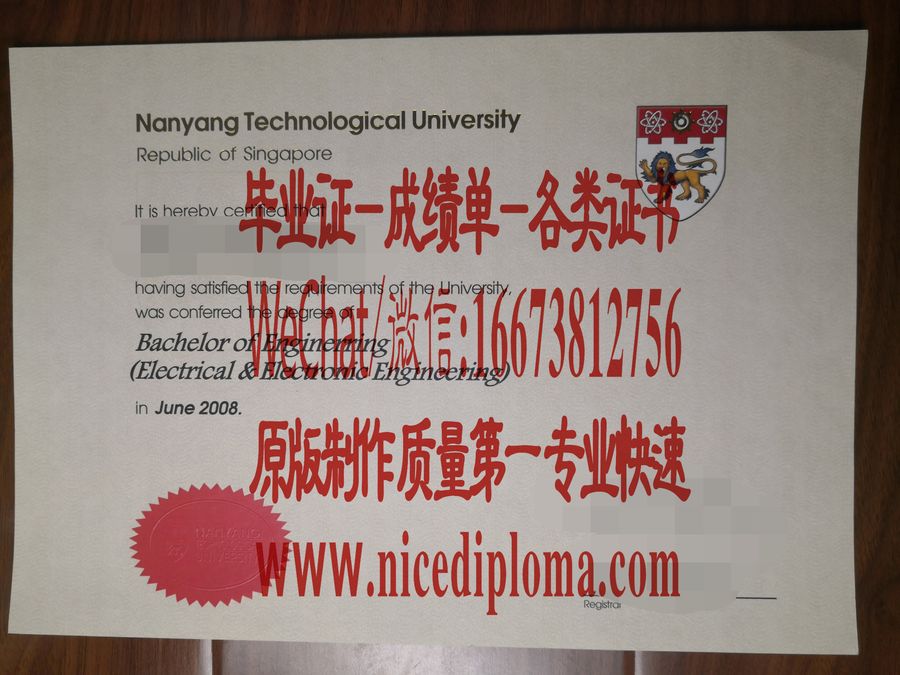 Nanyang Technological University
Republic of Singapore
毕业证－成绩单－各类证书
It is hereby certified that
having satisfied the requirements of the University,
WeChat/微信:16673812756
was conferred the degree of
Bachelor of Enginerring
(Electrical & Electronic Engineering)
in June 2008.
原版制作质量第一专业快速
NANYANG
UNIVERSITY
www.nicediploma.com
Registrar